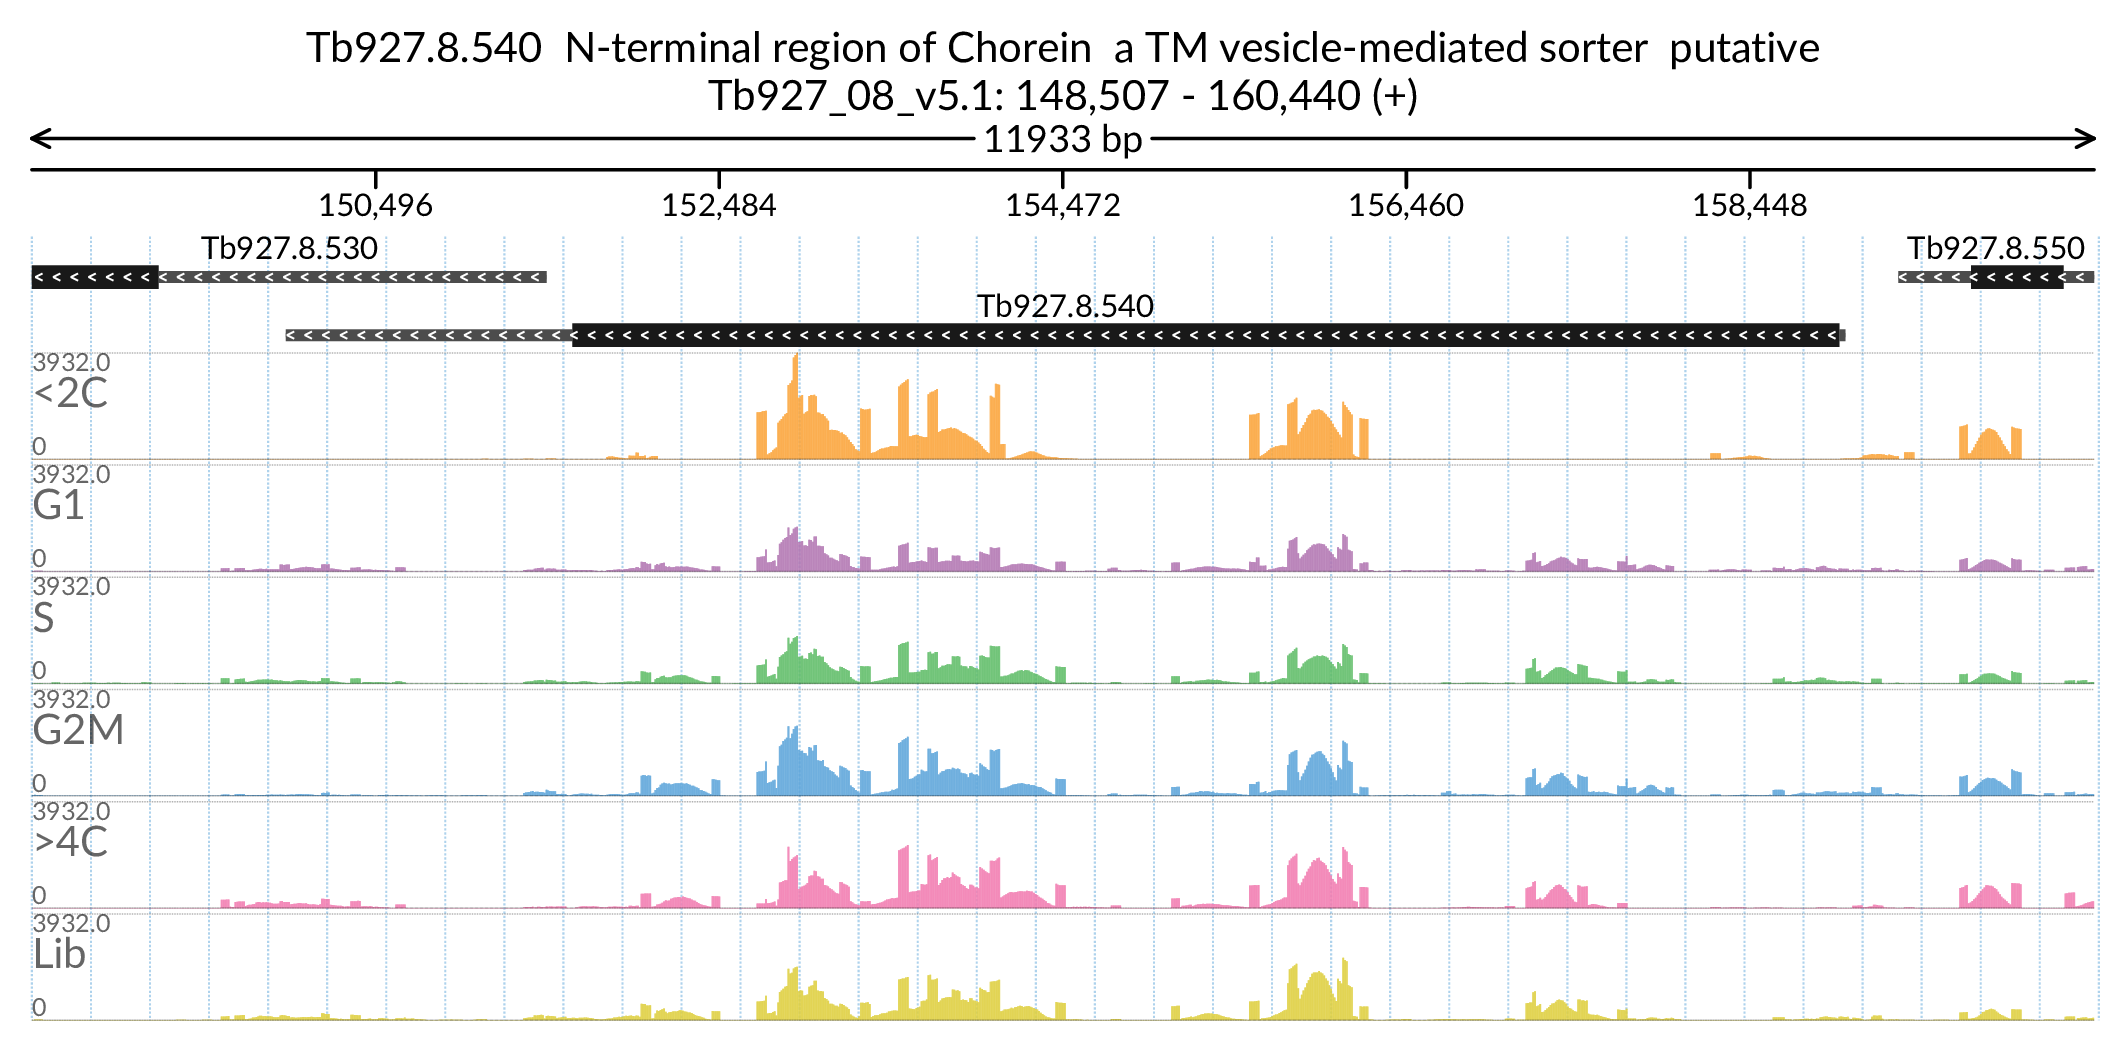 Tb927.8.540  N-terminal region of Chorein  a TM vesicle-mediated sorter  putative
Tb927_08_v5.1: 148,507 - 160,440 (+)
11933 bp
150,496 152,484 154,472 156,460 158,448
Tb927.8.530 Tb927.8.550
Tb927.8.540
3932.0
<2C
0
3932.0
G1
0
3932.0
S
0
3932.0
G2M
0
3932.0
>4C
0
3932.0
Lib
0